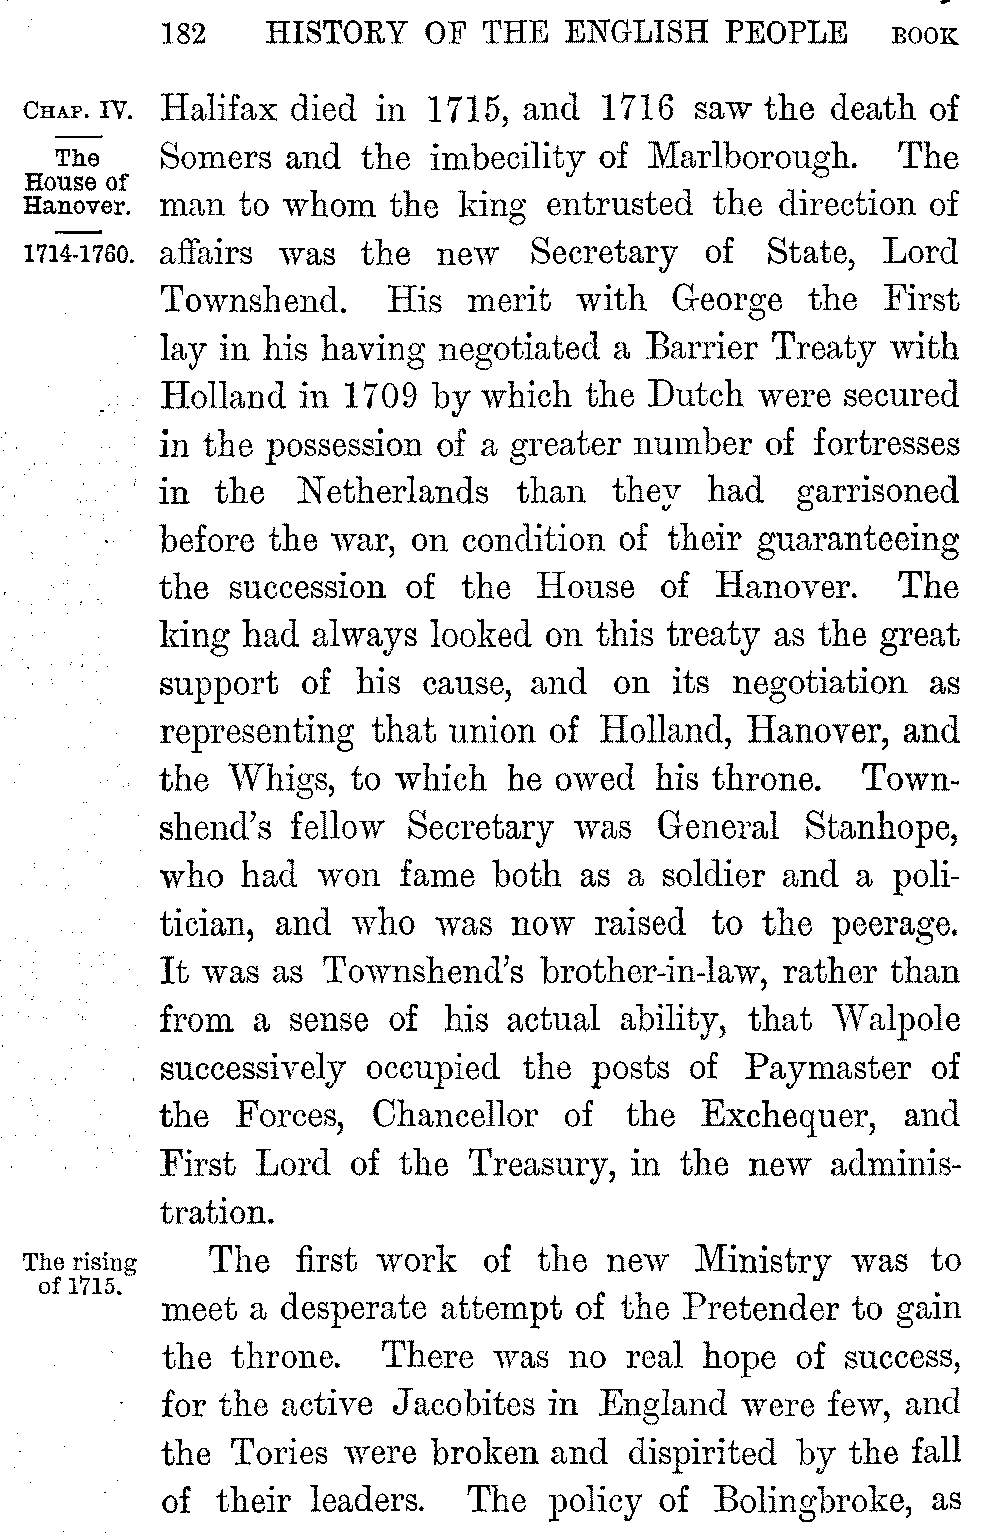 182 HISTORY OF THE ENGLISH PEOPLE BOOK
CHAP. IV.
The
House of
Hanover.
1714-1760.
Halifax died in 1715, and 1716 saw the death of
Somers and the imbecility of Marlborough. The
man to whom the king entrusted the direction of
affairs was the new Secretary of State, Lord
Townshend. His merit with George the First
lay in his having negotiated a Barrier Treaty with
Holland in 1709 by which the Dutch were secured
in the possession of a greater number of fortresses
in the Netherlands than they had garrisoned
before the war, on condition of their guaranteeing
the succession of the House of Hanover. The
king had always looked on this treaty as the great
support of his cause, and on its negotiation as
representing that union of Holland, Hanover, and
the Whigs, to which he owed his throne. Town-
shend's fellow Secretary was General Stanhope,
who had won fame both as a soldier and a poli-
tician, and who was now raised to the peerage.
It was as Townshend's brother-in-law, rather than
from a sense of his actual ability, that Walpole
successively occupied the posts of Paymaster of
the Forces, Chancellor of the Exchequer, and
First Lord of the Treasury, in the new adminis-
tration.
The rising
of 1715.
The first work of the new Ministry was to
meet a desperate attempt of the Pretender to gain
the throne. There was no real hope of success,
for the active Jacobites in England were few, and
the Tories were broken and dispirited by the fall
of their leaders. The policy of Bolingbroke, as